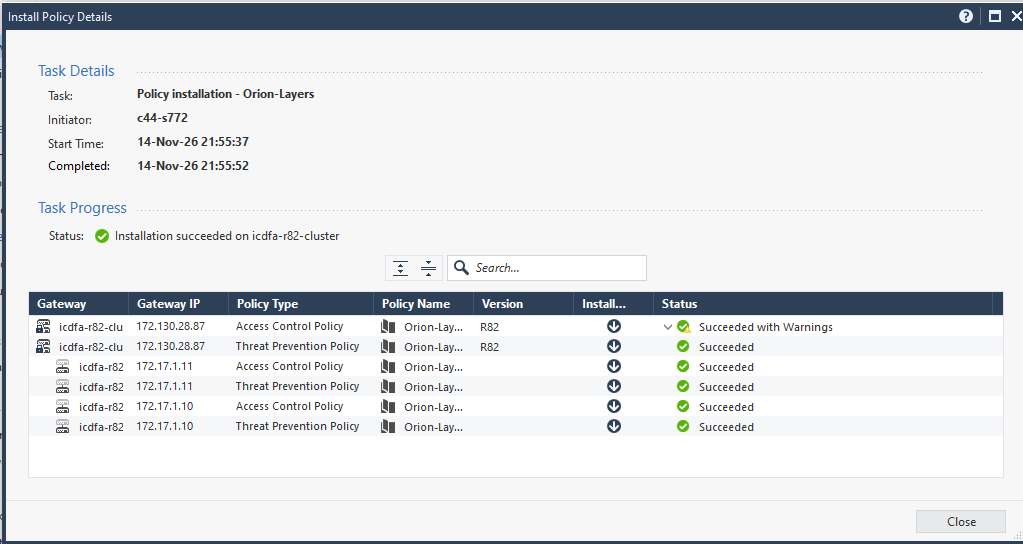 Install Policy Details
Task Details
Task: Policy installation - Orion-Layers
Initiator: c44-s772
Start Time: 14-Nov-26 21:55:37
Completed: 14-Nov-26 21:55:52
Task Progress
Status: Installation succeeded on icdfa-r82-cluster
Search...
Gateway Gateway IP Policy Type Policy Name Version Install... Status
icdfa-r82-clu 172.130.28.87 Access Control Policy Orion-Lay... R82 Succeeded with Warnings
icdfa-r82-clu 172.130.28.87 Threat Prevention Policy Orion-Lay... R82 Succeeded
icdfa-r82 172.17.1.11 Access Control Policy Orion-Lay... Succeeded
icdfa-r82 172.17.1.11 Threat Prevention Policy Orion-Lay... Succeeded
icdfa-r82 172.17.1.10 Access Control Policy Orion-Lay... Succeeded
icdfa-r82 172.17.1.10 Threat Prevention Policy Orion-Lay... Succeeded
Close